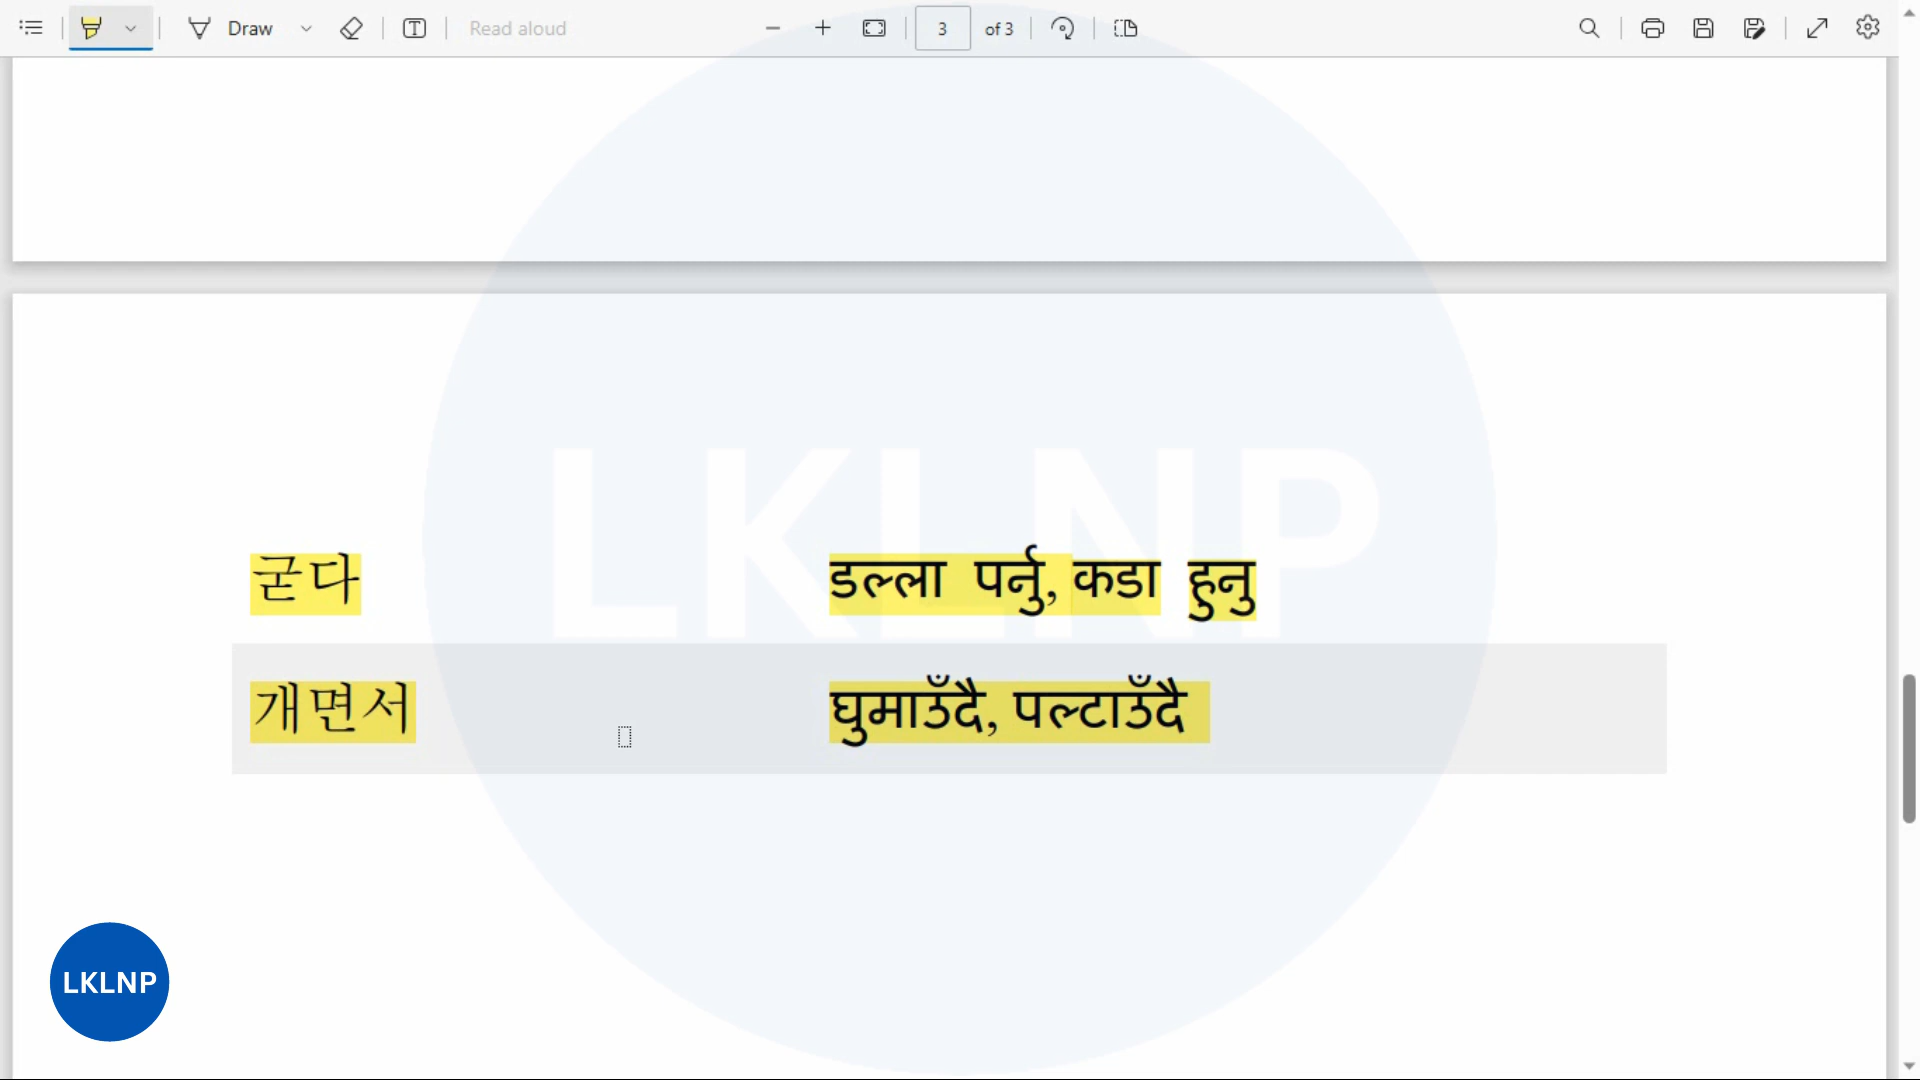 Draw Read aloud 3 of 3
LKLNP
굳다 डल्ला पर्नु, कडा हुनु
개면서 घुमाउँदै, पल्टाउँदै
LKLNP